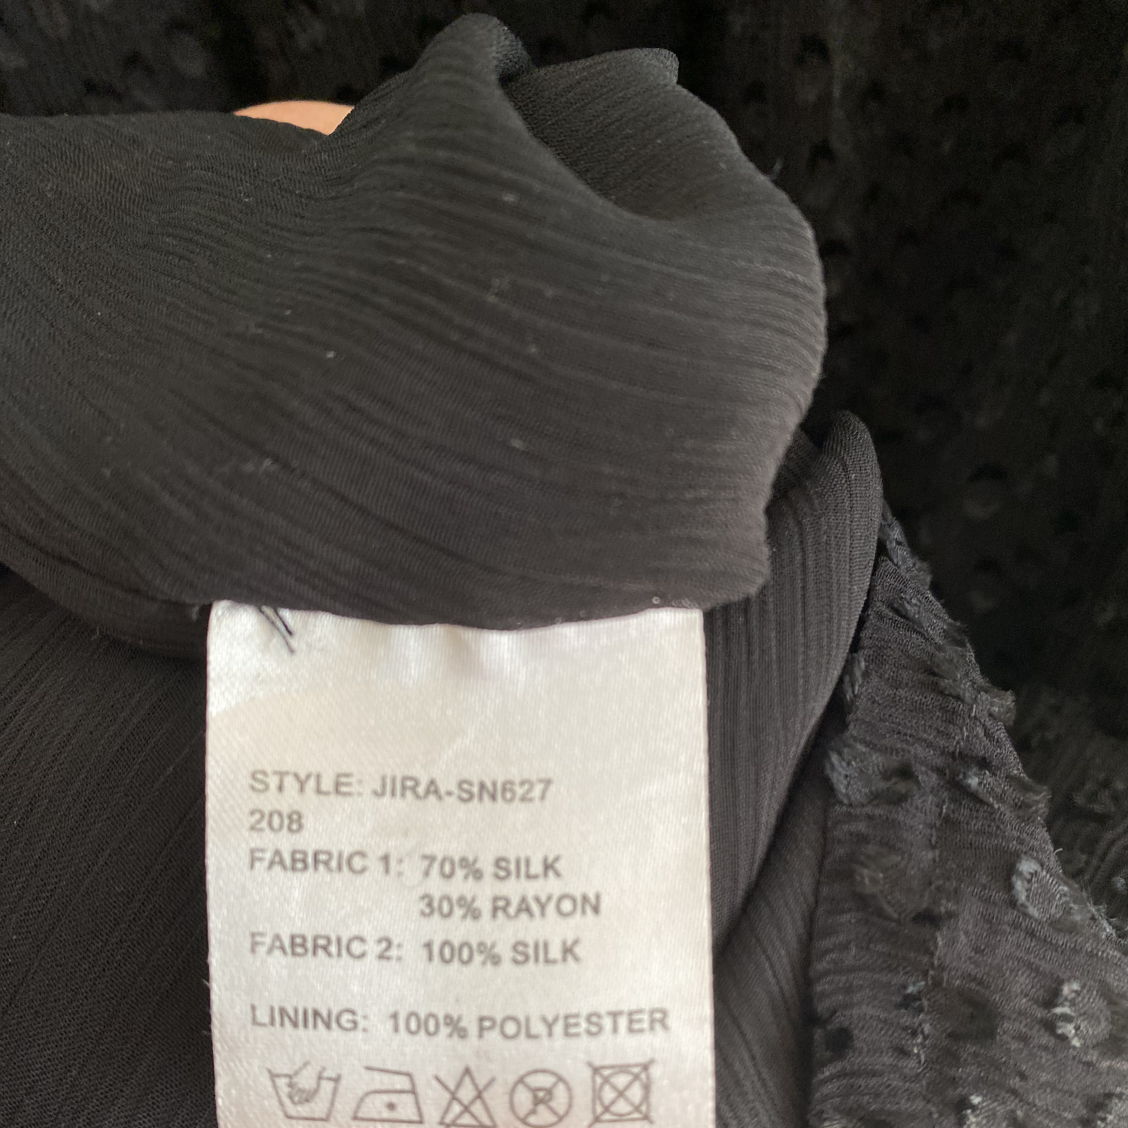 STYLE: JIRA-SN627
208
FABRIC 1: 70% SILK
30% RAYON
FABRIC 2: 100% SILK
LINING: 100% POLYESTER
P